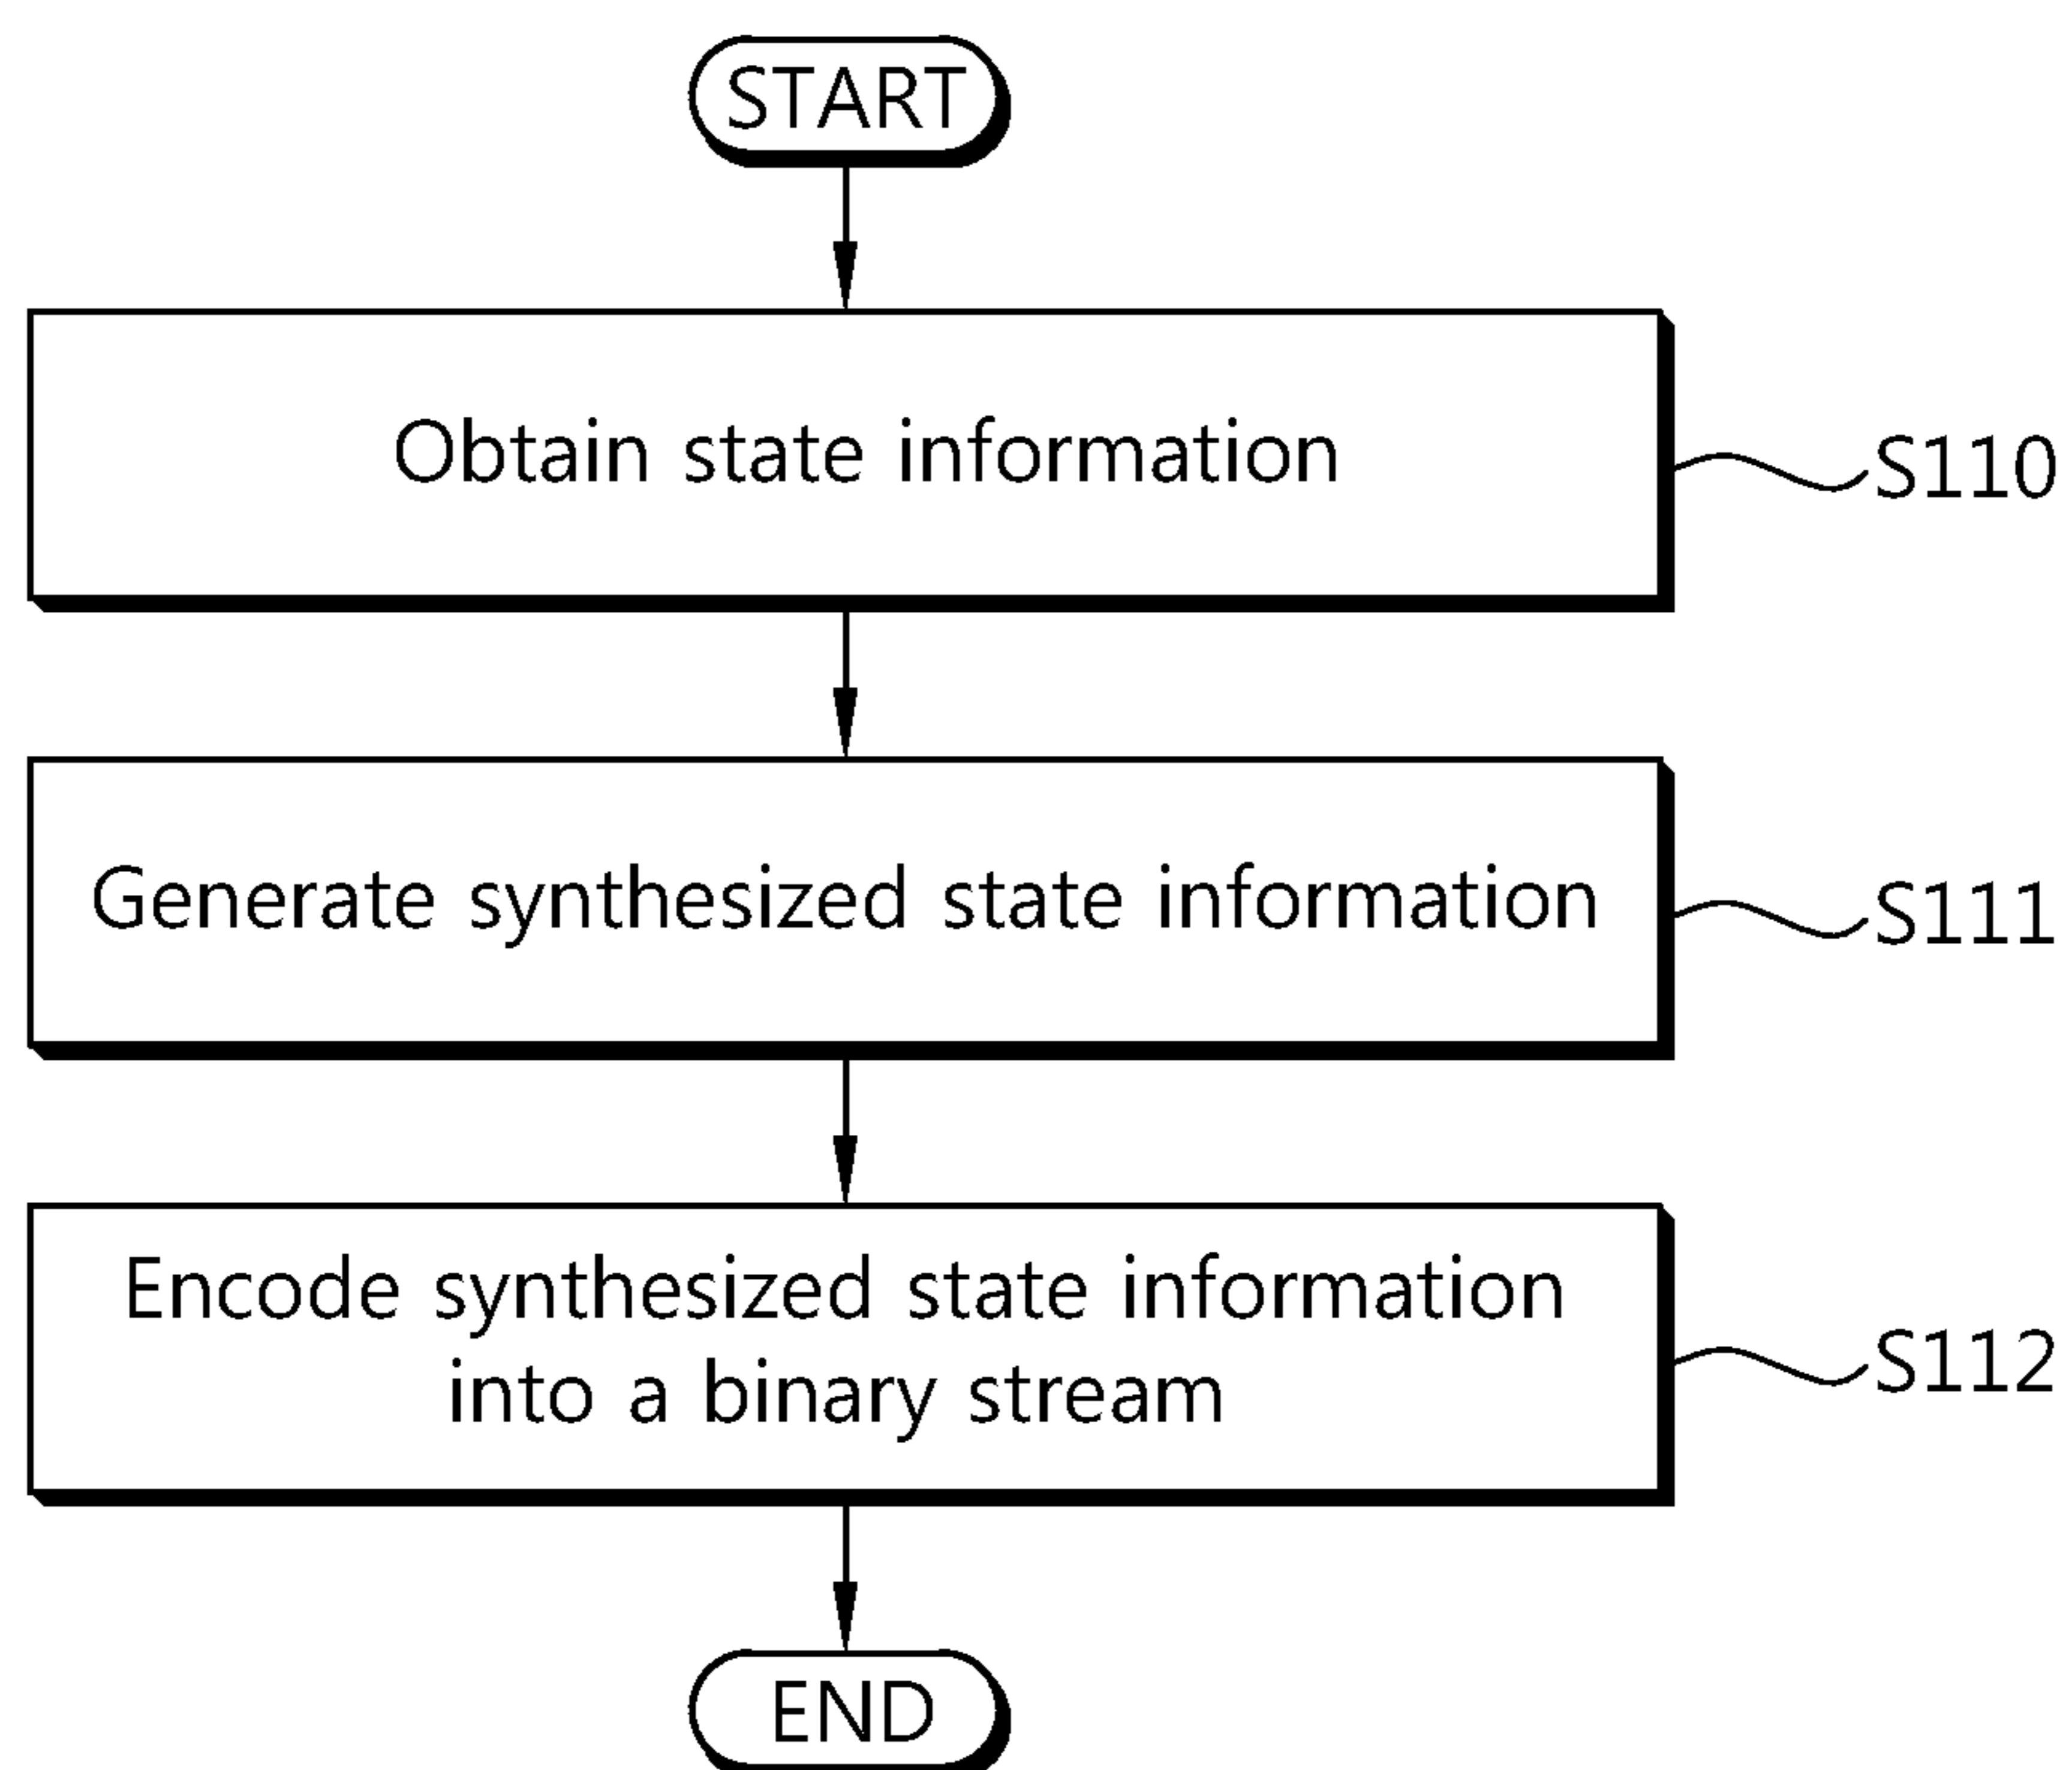 START
Obtain state information
S110
Generate synthesized state information
S111
Encode synthesized state information
into a binary stream
S112
END